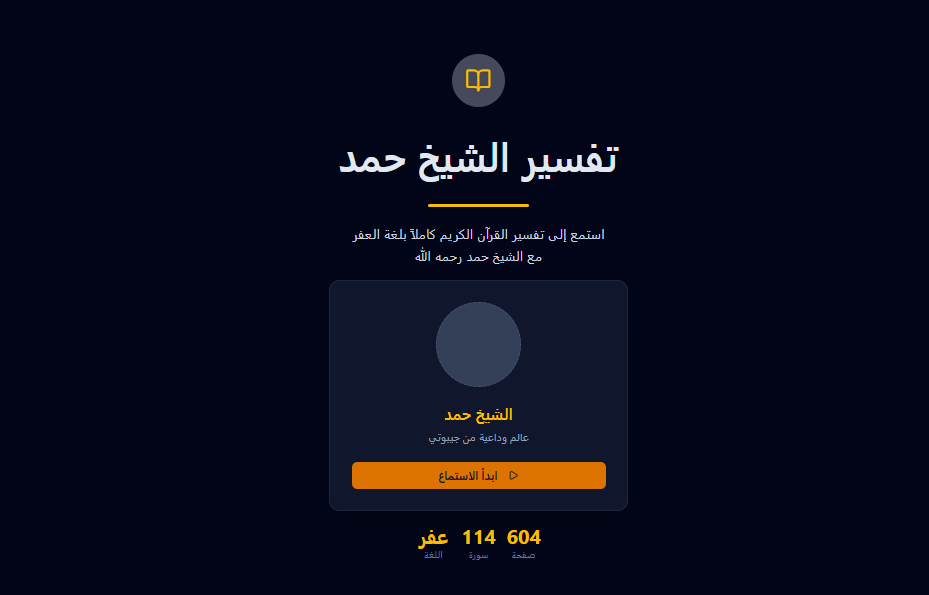 تفسير الشيخ حمد
استمع إلى تفسير القرآن الكريم كاملاً بلغة العفر
مع الشيخ حمد رحمه الله
الشيخ حمد
عالم وداعية من جيبوتي
ابدأ الاستماع
604 114 عفر
صفحة سورة اللغة